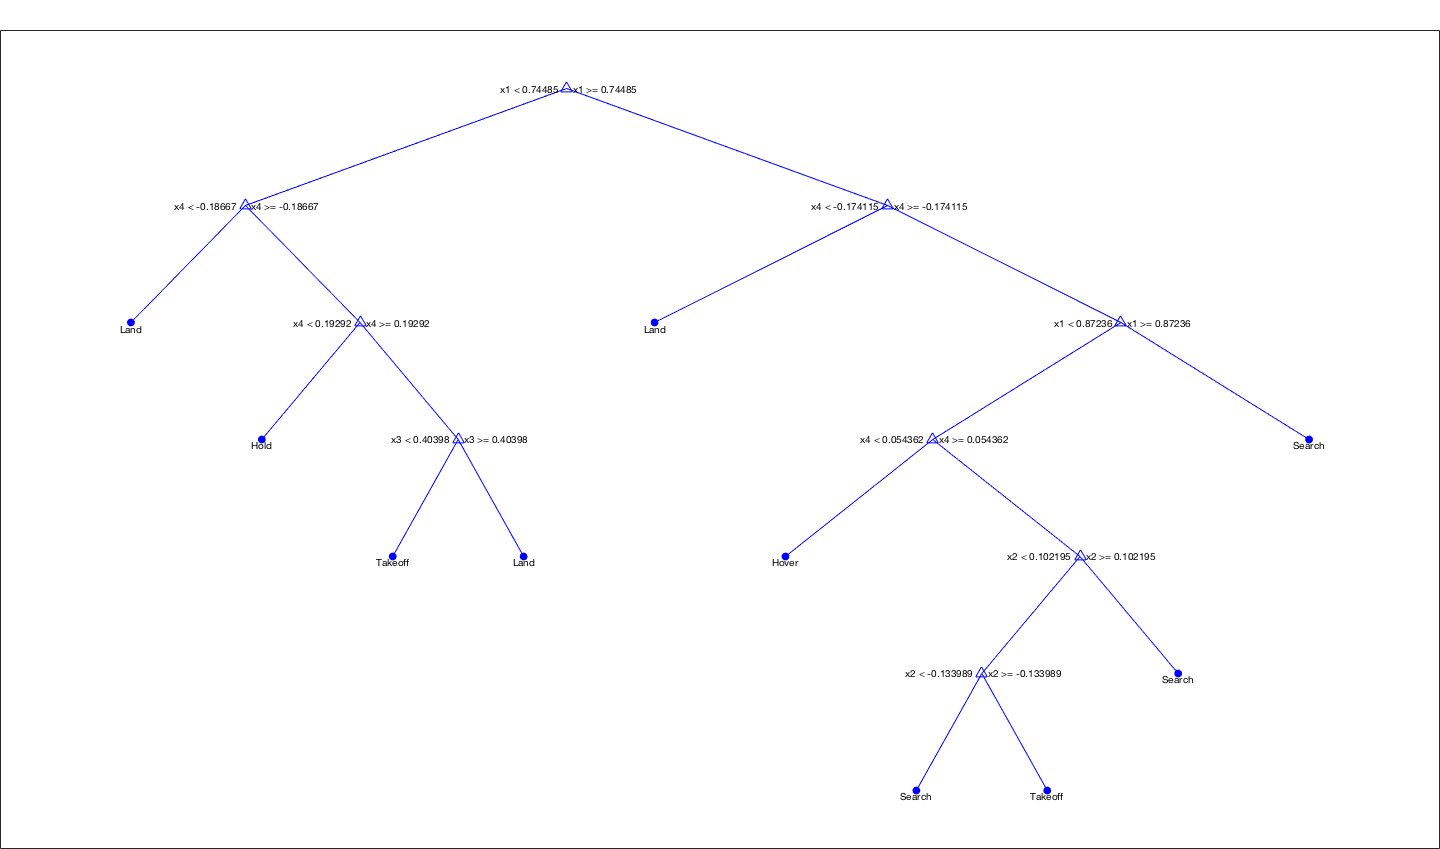 x1 < 0.74485 x1 >= 0.74485
x4 < -0.18667 x4 >= -0.18667
x4 < -0.174115 x4 >= -0.174115
Land
x4 < 0.19292 x4 >= 0.19292
Land
x1 < 0.87236 x1 >= 0.87236
Hold
x3 < 0.40398 x3 >= 0.40398
x4 < 0.054362 x4 >= 0.054362
Search
Takeoff
Land
Hover
x2 < 0.102195 x2 >= 0.102195
x2 < -0.133989 x2 >= -0.133989
Search
Search
Takeoff